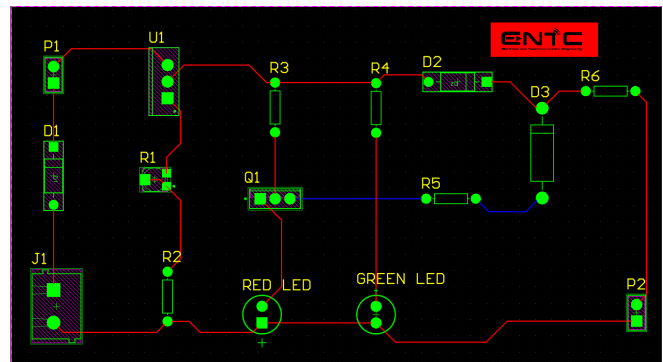 ENTC
P1
U1
R3
R4
D2
D3
R6
D1
R1
Q1
R5
J1
R2
RED LED
GREEN LED
P2